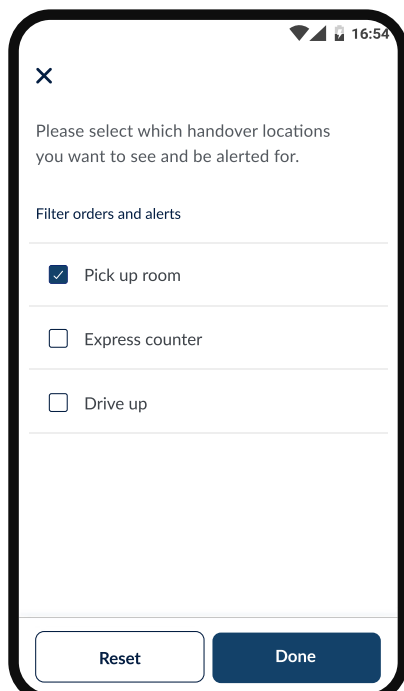 16:54
Please select which handover locations
you want to see and be alerted for.
Filter orders and alerts
Pick up room
Express counter
Drive up
Reset
Done